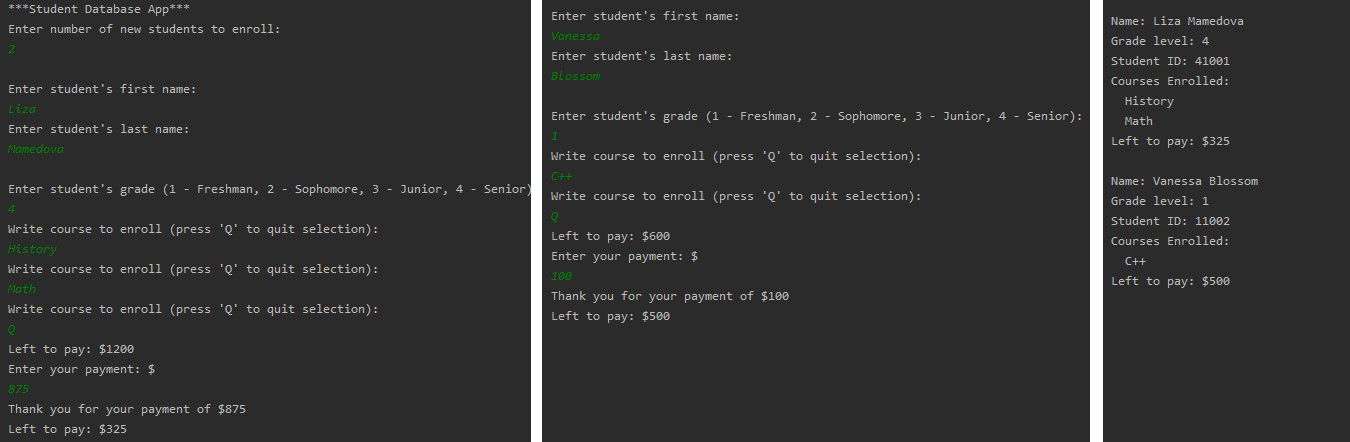 ***Student Database App***
Enter number of new students to enroll:
2
Enter student's first name:
Liza
Enter student's last name:
Mamedova
Enter student's grade (1 - Freshman, 2 - Sophomore, 3 - Junior, 4 - Senior)
4
Write course to enroll (press 'Q' to quit selection):
History
Write course to enroll (press 'Q' to quit selection):
Math
Write course to enroll (press 'Q' to quit selection):
Q
Left to pay: $1200
Enter your payment: $
875
Thank you for your payment of $875
Left to pay: $325
Enter student's first name:
Vanessa
Enter student's last name:
Blossom
Enter student's grade (1 - Freshman, 2 - Sophomore, 3 - Junior, 4 - Senior):
1
Write course to enroll (press 'Q' to quit selection):
C++
Write course to enroll (press 'Q' to quit selection):
Q
Left to pay: $600
Enter your payment: $
100
Thank you for your payment of $100
Left to pay: $500
Name: Liza Mamedova
Grade level: 4
Student ID: 41001
Courses Enrolled:
History
Math
Left to pay: $325
Name: Vanessa Blossom
Grade level: 1
Student ID: 11002
Courses Enrolled:
C++
Left to pay: $500